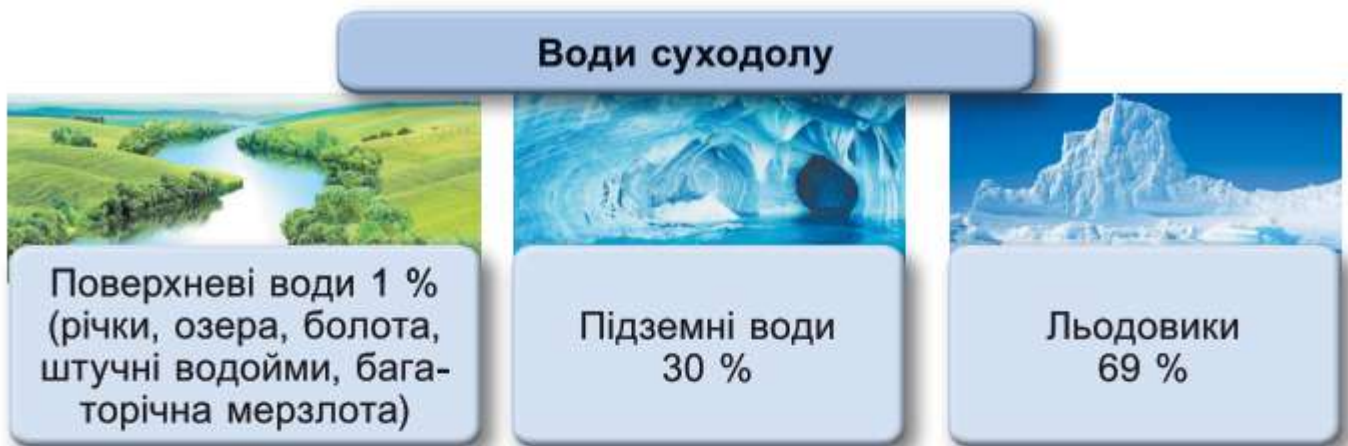 Води суходолу
Поверхневі води 1 %
(річки, озера, болота,
штучні водойми, бага-
торічна мерзлота)
Підземні води
30 %
Льодовики
69 %